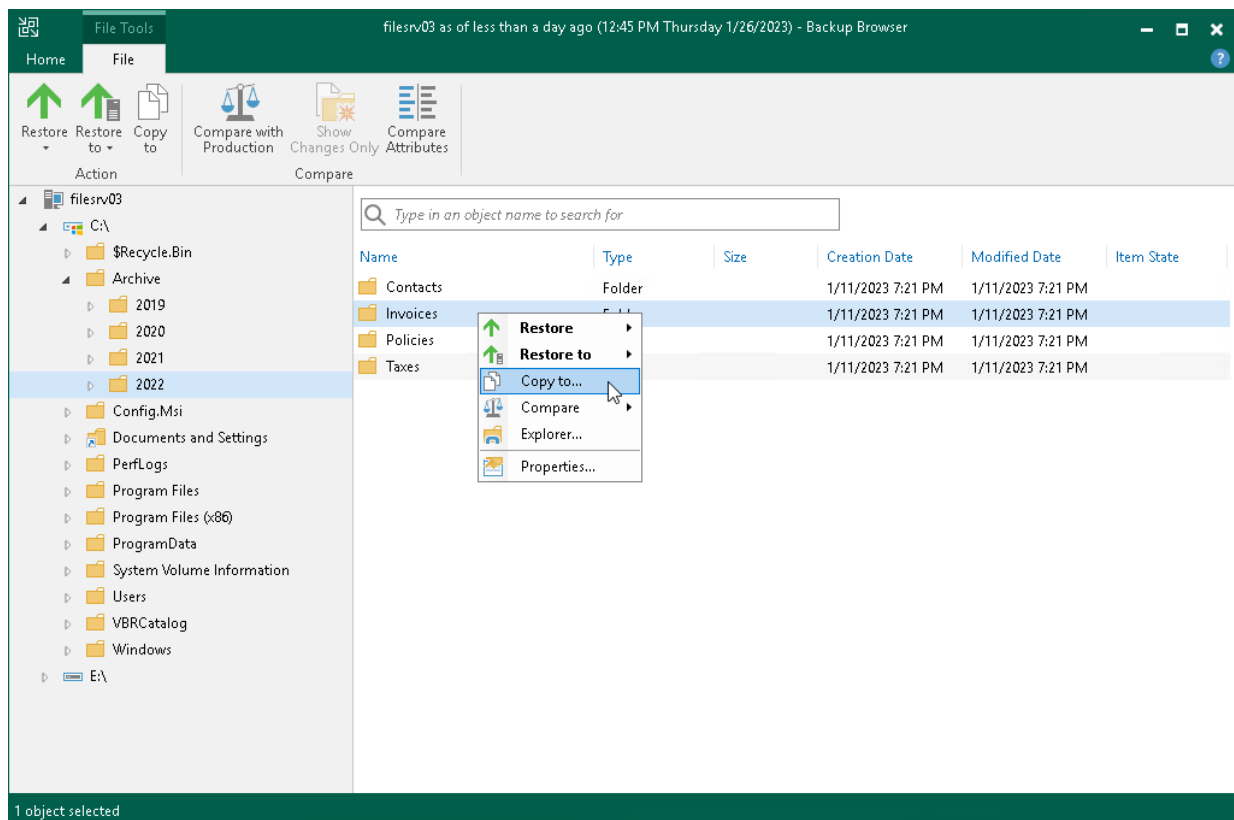 File Tools
filesrv03 as of less than a day ago (12:45 PM Thursday 1/26/2023) - Backup Browser
Home File ?
Restore
Restore to
Copy to
Compare with Production
Show Changes Only
Compare Attributes
Action
Compare
filesrv03
C:\
$Recycle.Bin
Archive
2019
2020
2021
2022
Config.Msi
Documents and Settings
PerfLogs
Program Files
Program Files (x86)
ProgramData
System Volume Information
Users
VBRCatalog
Windows
E:\
Type in an object name to search for
Name Type Size Creation Date Modified Date Item State
Contacts Folder 1/11/2023 7:21 PM 1/11/2023 7:21 PM
Invoices 1/11/2023 7:21 PM 1/11/2023 7:21 PM
Policies 1/11/2023 7:21 PM 1/11/2023 7:21 PM
Taxes 1/11/2023 7:21 PM 1/11/2023 7:21 PM
Restore
Restore to
Copy to...
Compare
Explorer...
Properties...
1 object selected